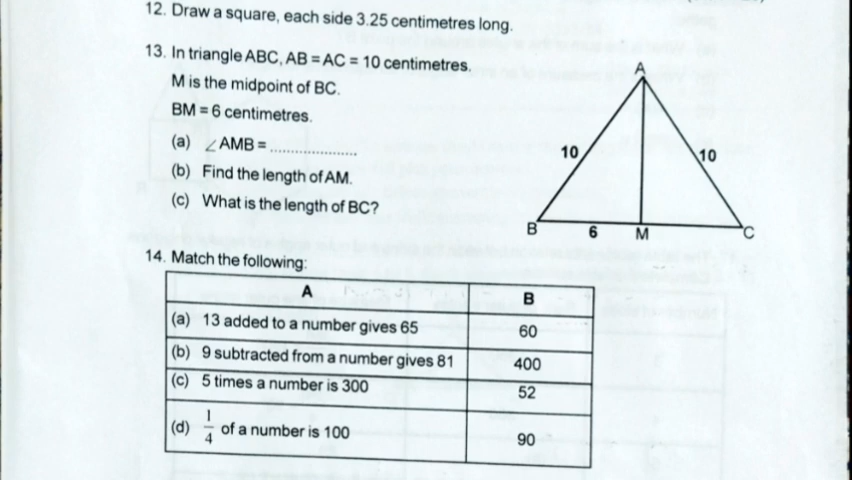 12. Draw a square, each side 3.25 centimetres long.
13. In triangle ABC, AB = AC = 10 centimetres.
M is the midpoint of BC.
BM = 6 centimetres.
(a) ∠AMB = ........................
(b) Find the length of AM.
(c) What is the length of BC?
A
10
10
B
6
M
C
14. Match the following:
A B
(a) 13 added to a number gives 65 60
(b) 9 subtracted from a number gives 81 400
(c) 5 times a number is 300 52
(d) 1/4 of a number is 100 90